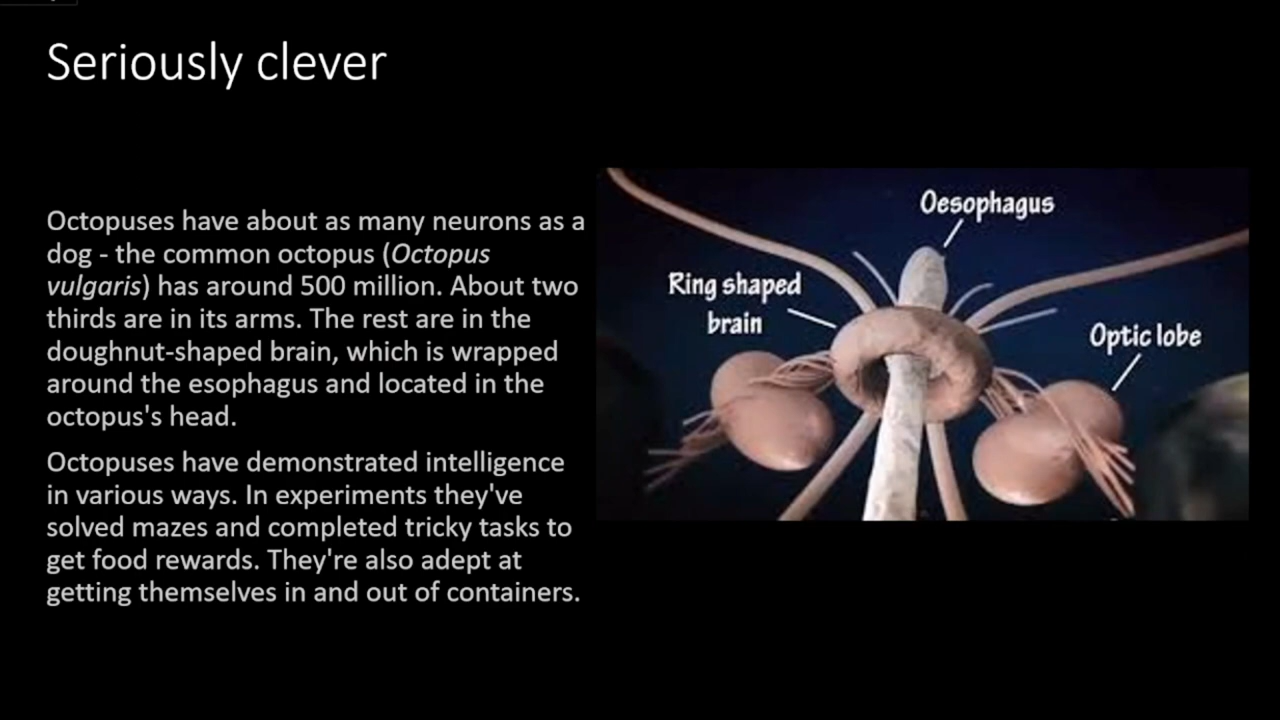 Seriously clever
Octopuses have about as many neurons as a
dog - the common octopus (Octopus
vulgaris) has around 500 million. About two
thirds are in its arms. The rest are in the
doughnut-shaped brain, which is wrapped
around the esophagus and located in the
octopus's head.
Octopuses have demonstrated intelligence
in various ways. In experiments they've
solved mazes and completed tricky tasks to
get food rewards. They're also adept at
getting themselves in and out of containers.
Oesophagus
Ring shaped
brain
Optic lobe